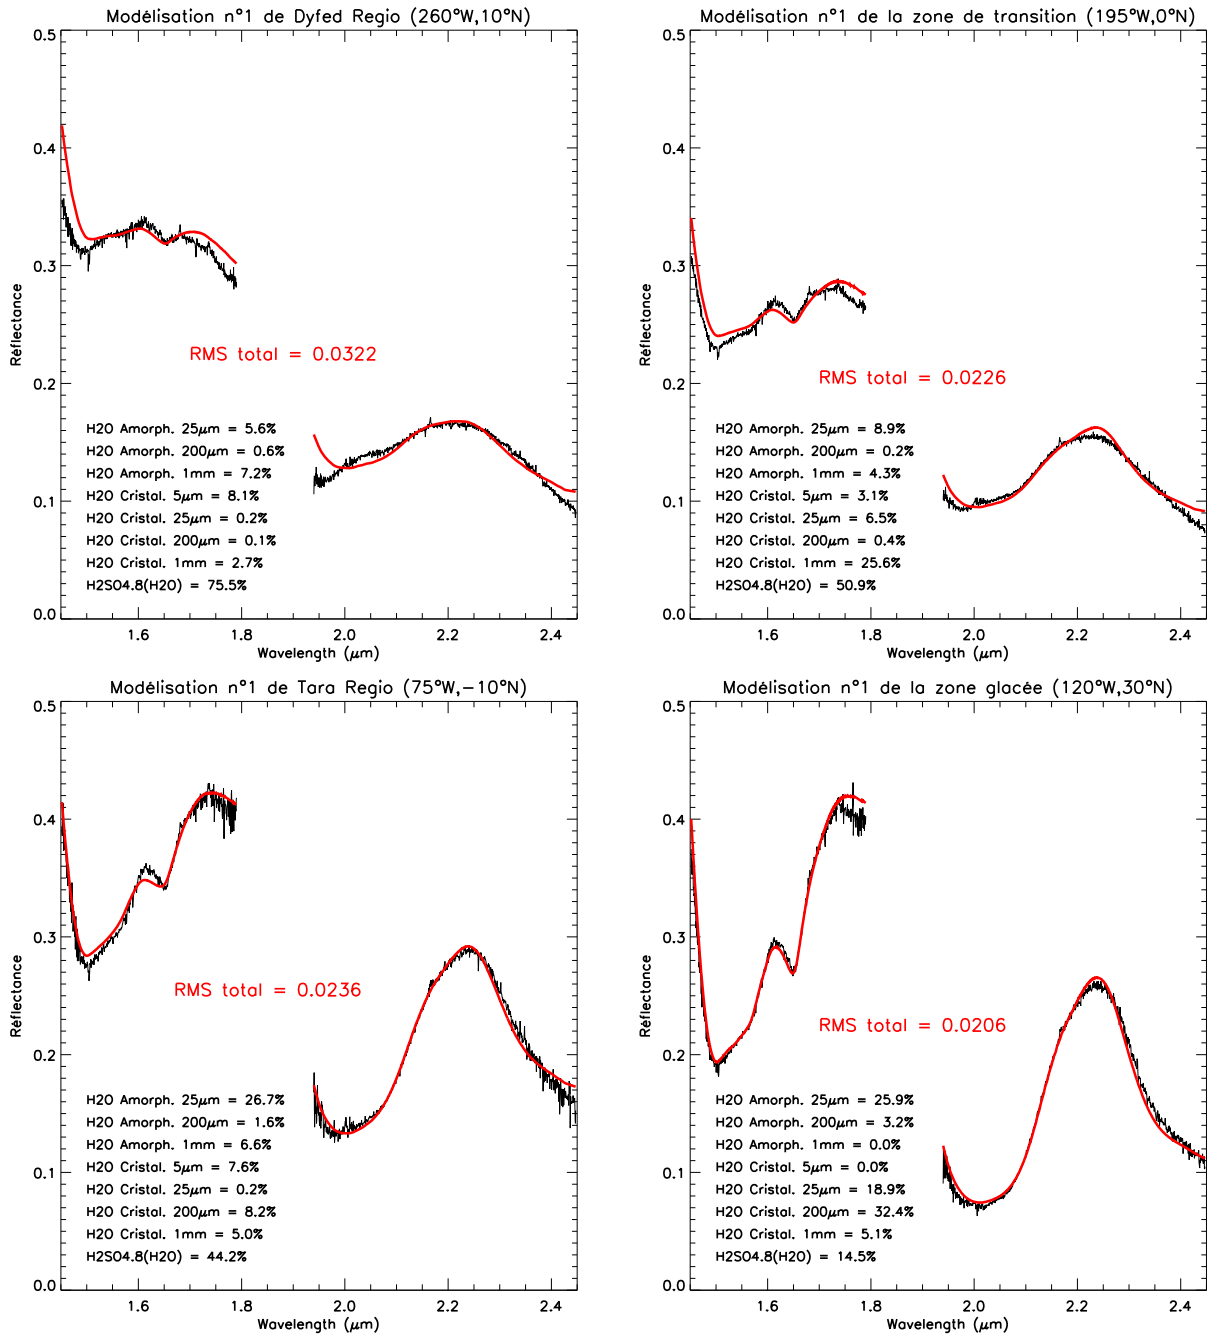 Modélisation n°1 de Dyfed Regio (260°W,10°N)
0.5
0.4
0.3
0.2
0.1
0.0
Réflectance
RMS total = 0.0322
H2O Amorph. 25μm = 5.6%
H2O Amorph. 200μm = 0.6%
H2O Amorph. 1mm = 7.2%
H2O Cristal. 5μm = 8.1%
H2O Cristal. 25μm = 0.2%
H2O Cristal. 200μm = 0.1%
H2O Cristal. 1mm = 2.7%
H2SO4.8(H2O) = 75.5%
1.6 1.8 2.0 2.2 2.4
Wavelength (μm)
Modélisation n°1 de la zone de transition (195°W,0°N)
0.5
0.4
0.3
0.2
0.1
0.0
Réflectance
RMS total = 0.0226
H2O Amorph. 25μm = 8.9%
H2O Amorph. 200μm = 0.2%
H2O Amorph. 1mm = 4.3%
H2O Cristal. 5μm = 3.1%
H2O Cristal. 25μm = 6.5%
H2O Cristal. 200μm = 0.4%
H2O Cristal. 1mm = 25.6%
H2SO4.8(H2O) = 50.9%
1.6 1.8 2.0 2.2 2.4
Wavelength (μm)
Modélisation n°1 de Tara Regio (75°W,−10°N)
0.5
0.4
0.3
0.2
0.1
0.0
Réflectance
RMS total = 0.0236
H2O Amorph. 25μm = 26.7%
H2O Amorph. 200μm = 1.6%
H2O Amorph. 1mm = 6.6%
H2O Cristal. 5μm = 7.6%
H2O Cristal. 25μm = 0.2%
H2O Cristal. 200μm = 8.2%
H2O Cristal. 1mm = 5.0%
H2SO4.8(H2O) = 44.2%
1.6 1.8 2.0 2.2 2.4
Wavelength (μm)
Modélisation n°1 de la zone glacée (120°W,30°N)
0.5
0.4
0.3
0.2
0.1
0.0
Réflectance
RMS total = 0.0206
H2O Amorph. 25μm = 25.9%
H2O Amorph. 200μm = 3.2%
H2O Amorph. 1mm = 0.0%
H2O Cristal. 5μm = 0.0%
H2O Cristal. 25μm = 18.9%
H2O Cristal. 200μm = 32.4%
H2O Cristal. 1mm = 5.1%
H2SO4.8(H2O) = 14.5%
1.6 1.8 2.0 2.2 2.4
Wavelength (μm)